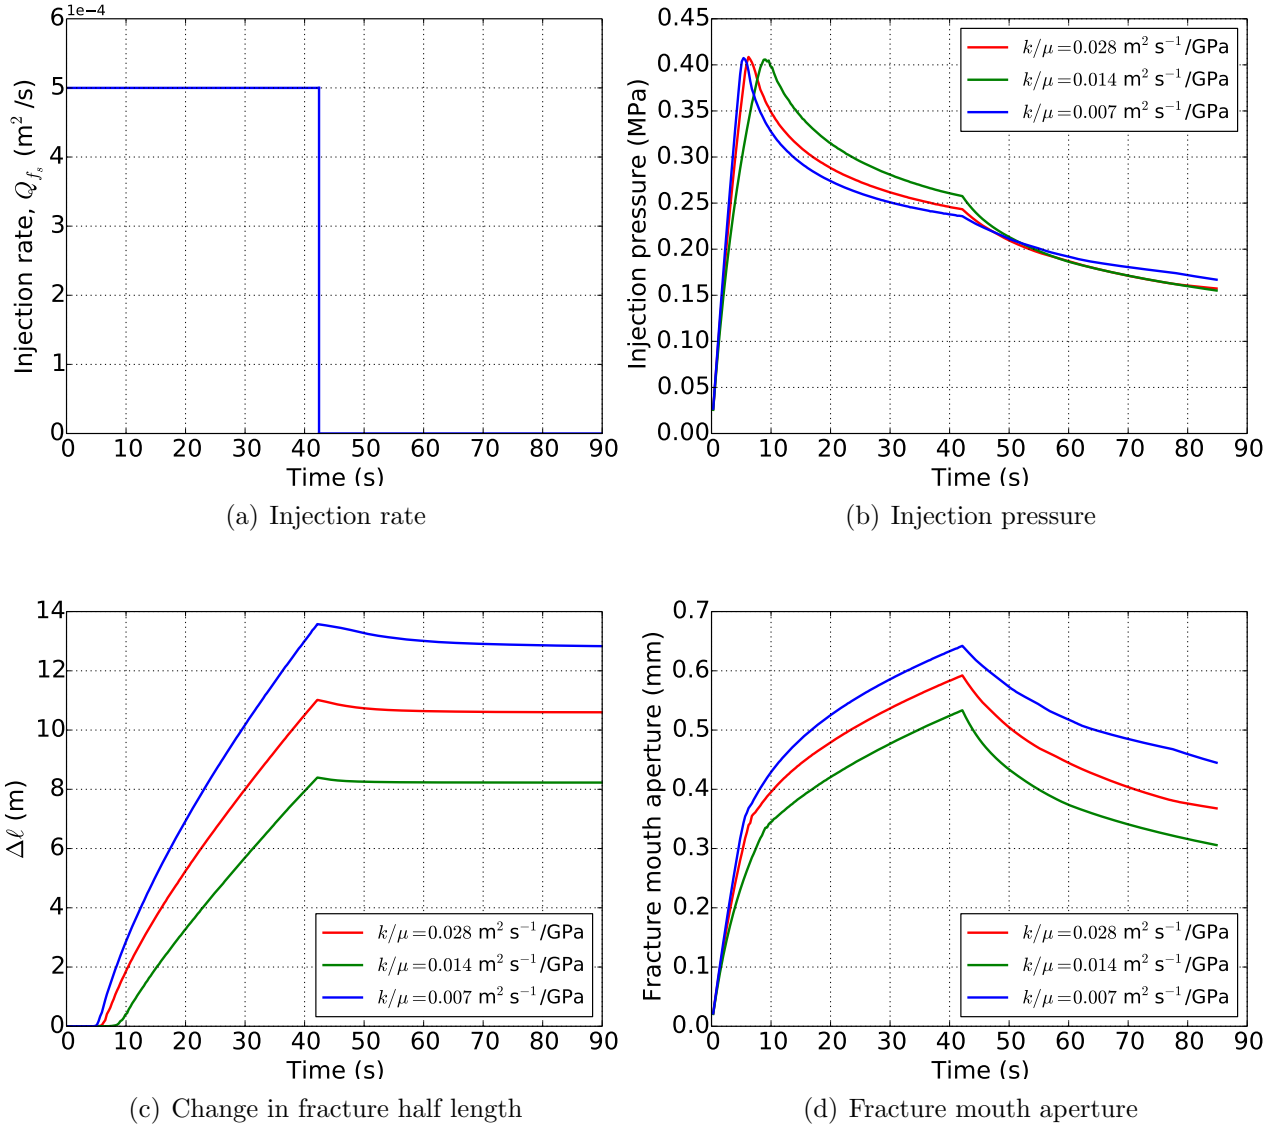 1e−4
6
5
4
3
2
1
0
Injection rate, Q_{f_s} (m² /s)
0 10 20 30 40 50 60 70 80 90
Time (s)
(a) Injection rate
0.45
0.40
0.35
0.30
0.25
0.20
0.15
0.10
0.05
0.00
Injection pressure (MPa)
k/μ=0.028 m² s⁻¹/GPa
k/μ=0.014 m² s⁻¹/GPa
k/μ=0.007 m² s⁻¹/GPa
0 10 20 30 40 50 60 70 80 90
Time (s)
(b) Injection pressure
14
12
10
8
6
4
2
0
Δℓ (m)
k/μ=0.028 m² s⁻¹/GPa
k/μ=0.014 m² s⁻¹/GPa
k/μ=0.007 m² s⁻¹/GPa
0 10 20 30 40 50 60 70 80 90
Time (s)
(c) Change in fracture half length
0.7
0.6
0.5
0.4
0.3
0.2
0.1
0.0
Fracture mouth aperture (mm)
k/μ=0.028 m² s⁻¹/GPa
k/μ=0.014 m² s⁻¹/GPa
k/μ=0.007 m² s⁻¹/GPa
0 10 20 30 40 50 60 70 80 90
Time (s)
(d) Fracture mouth aperture